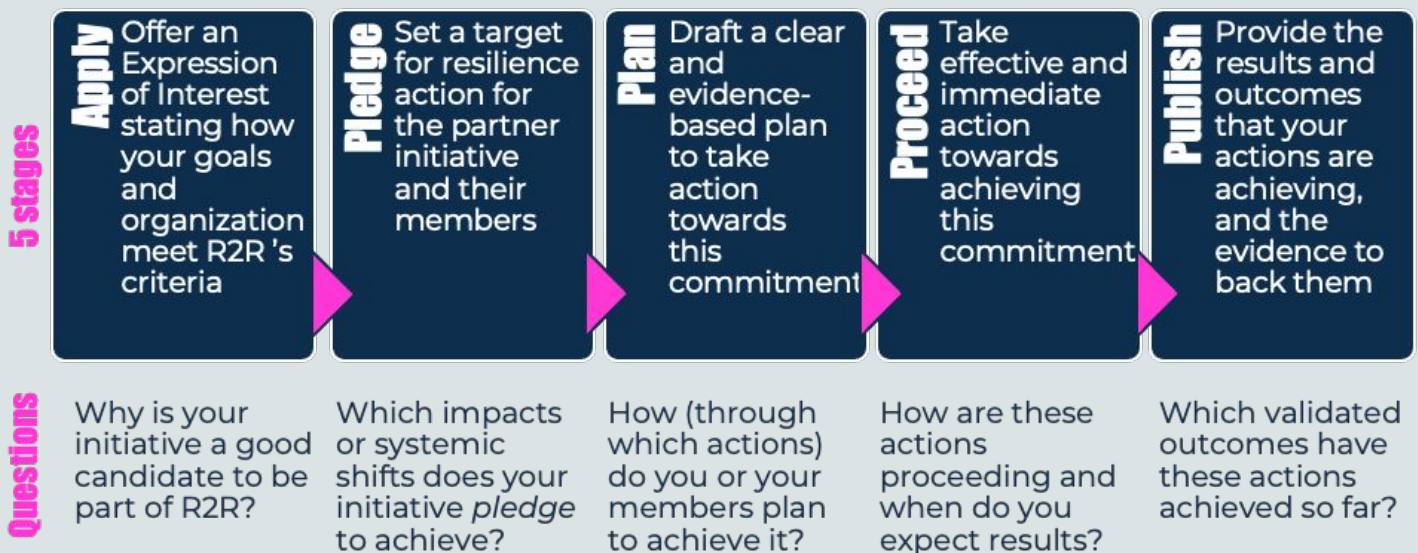 5 stages
Apply
Offer an
Expression
of Interest
stating how
your goals
and
organization
meet R2R 's
criteria
Pledge
Set a target
for resilience
action for
the partner
initiative
and their
members
Plan
Draft a clear
and
evidence-
based plan
to take
action
towards
this
commitment
Proceed
Take
effective and
immediate
action
towards
achieving
this
commitment
Publish
Provide the
results and
outcomes
that your
actions are
achieving,
and the
evidence to
back them
Questions
Why is your
initiative a good
candidate to be
part of R2R?
Which impacts
or systemic
shifts does your
initiative pledge
to achieve?
How (through
which actions)
do you or your
members plan
to achieve it?
How are these
actions
proceeding and
when do you
expect results?
Which validated
outcomes have
these actions
achieved so far?